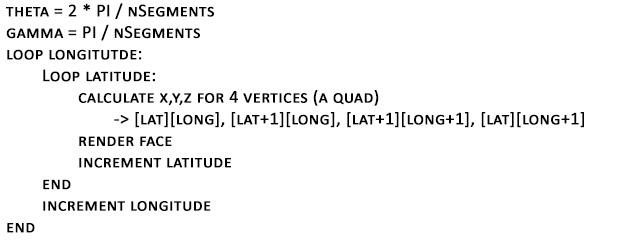 THETA = 2 * PI / NSEGMENTS
GAMMA = PI / NSEGMENTS
LOOP LONGITUTDE:
LOOP LATITUDE:
CALCULATE X,Y,Z FOR 4 VERTICES (A QUAD)
-> [LAT][LONG], [LAT+1][LONG], [LAT+1][LONG+1], [LAT][LONG+1]
RENDER FACE
INCREMENT LATITUDE
END
INCREMENT LONGITUDE
END